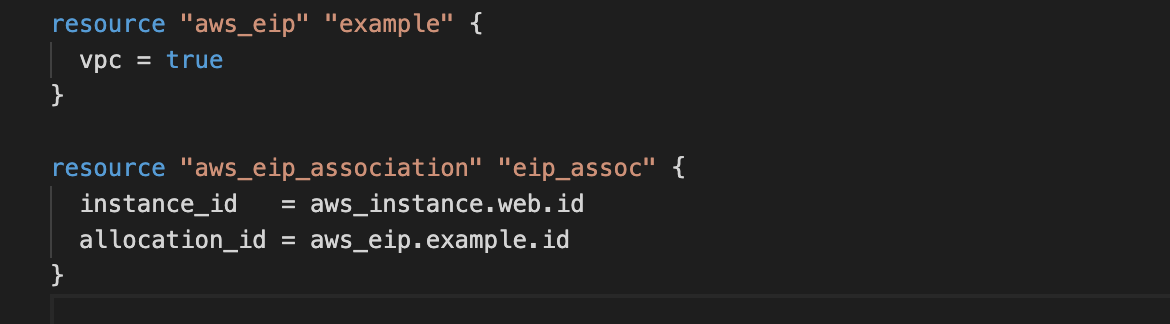 resource "aws_eip" "example" {
  vpc = true
}

resource "aws_eip_association" "eip_assoc" {
  instance_id   = aws_instance.web.id
  allocation_id = aws_eip.example.id
}